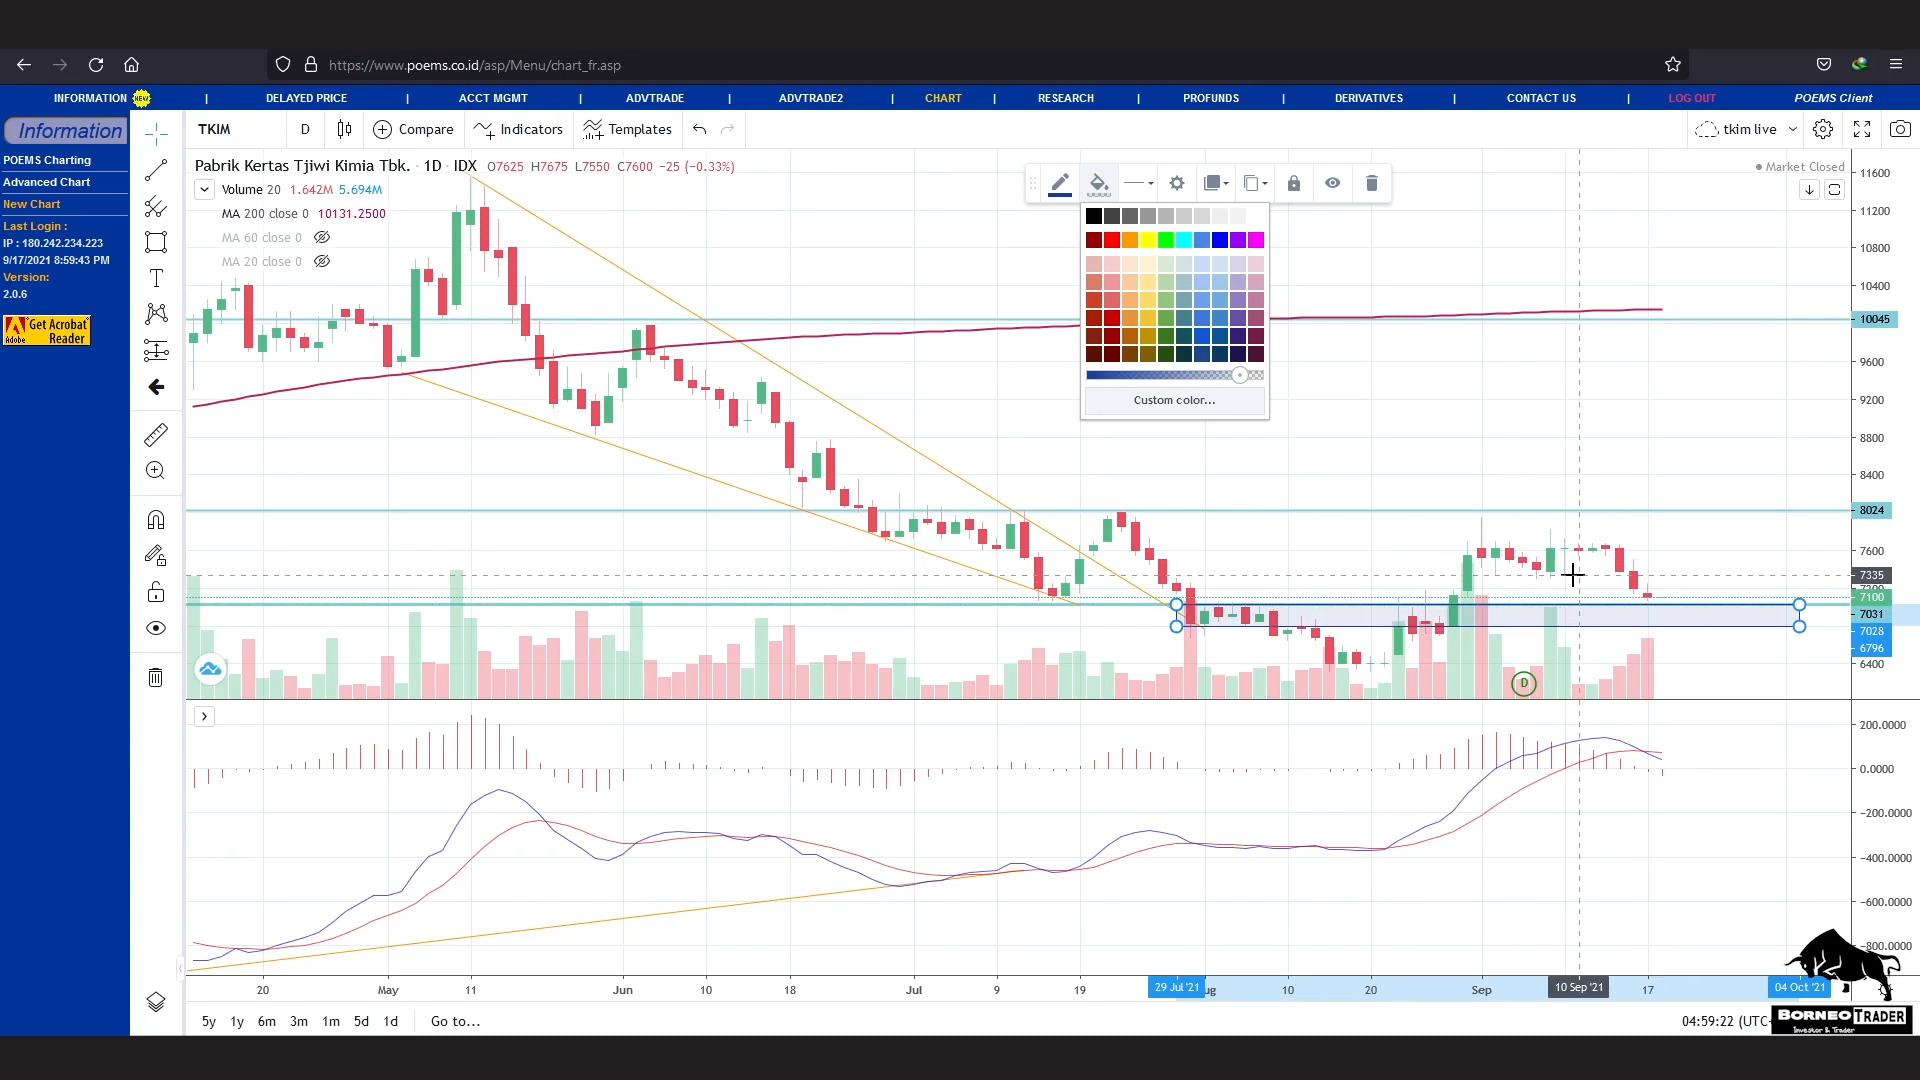 https://www.poems.co.id/asp/Menu/chart_fr.asp
INFORMATION NEW | DELAYED PRICE | ACCT MGMT | ADVTRADE | ADVTRADE2 | CHART | RESEARCH | PROFUNDS | DERIVATIVES | CONTACT US | LOG OUT POEMS Client
Information
POEMS Charting
Advanced Chart
New Chart
Last Login :
IP : 180.242.234.223
9/17/2021 8:59:43 PM
Version:
2.0.6
Get Acrobat
Adobe Reader
TKIM D Compare Indicators Templates tkim live
Pabrik Kertas Tjiwi Kimia Tbk. · 1D · IDX O7625 H7675 L7550 C7600 −25 (−0.33%)
Market Closed
Volume 20 1.642M 5.694M
MA 200 close 0 10131.2500
MA 60 close 0
MA 20 close 0
Custom color...
11600
11200
10800
10400
10045
9600
9200
8800
8400
8024
7600
7335
7100
7031
7028
6796
6400
D
200.0000
0.0000
−200.0000
−400.0000
−600.0000
−800.0000
20 May 11 Jun 10 18 Jul 9 19 29 Jul '21 ug 10 20 Sep 10 Sep '21 17 04 Oct '21
5y 1y 6m 3m 1m 5d 1d Go to...
04:59:22 (UTC
BORNEO TRADER
Investor & Trader